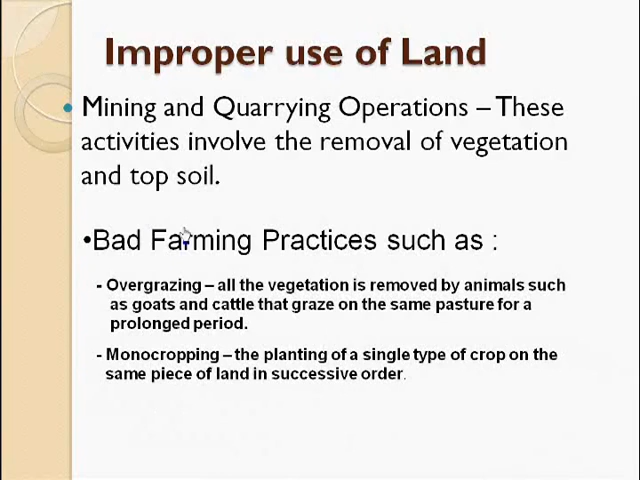 Improper use of Land
• Mining and Quarrying Operations – These
activities involve the removal of vegetation
and top soil.
•Bad Farming Practices such as :
- Overgrazing – all the vegetation is removed by animals such
as goats and cattle that graze on the same pasture for a
prolonged period.
- Monocropping – the planting of a single type of crop on the
same piece of land in successive order.